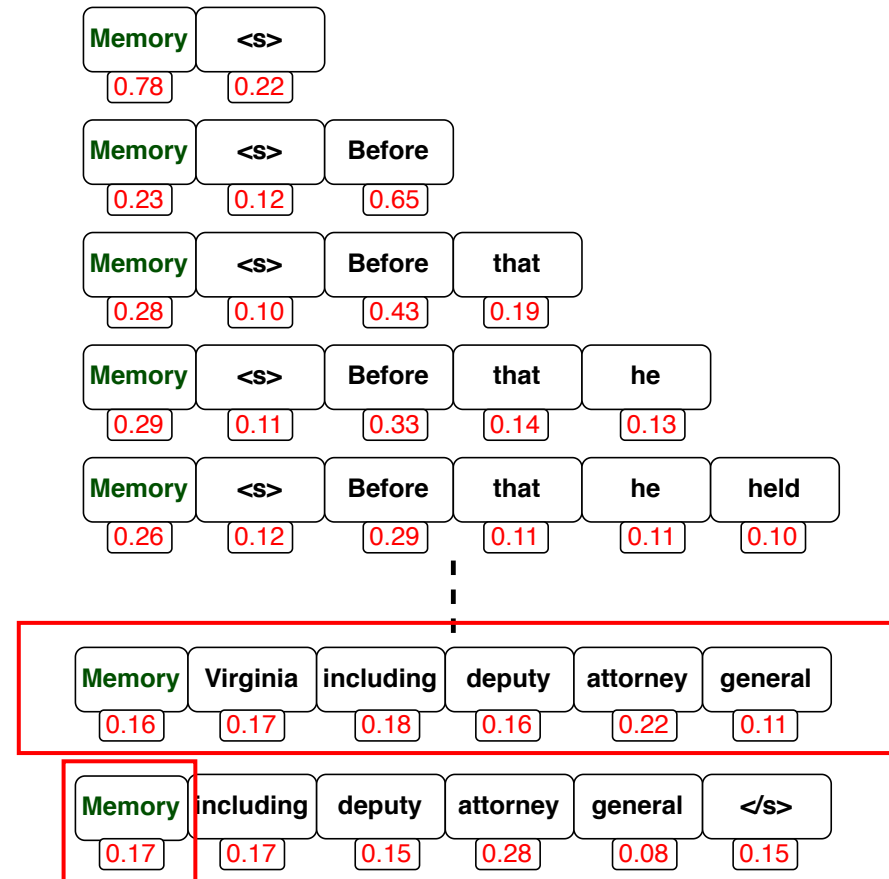 Memory <s>
0.78 0.22
Memory <s> Before
0.23 0.12 0.65
Memory <s> Before that
0.28 0.10 0.43 0.19
Memory <s> Before that he
0.29 0.11 0.33 0.14 0.13
Memory <s> Before that he held
0.26 0.12 0.29 0.11 0.11 0.10
Memory Virginia including deputy attorney general
0.16 0.17 0.18 0.16 0.22 0.11
Memory including deputy attorney general </s>
0.17 0.17 0.15 0.28 0.08 0.15